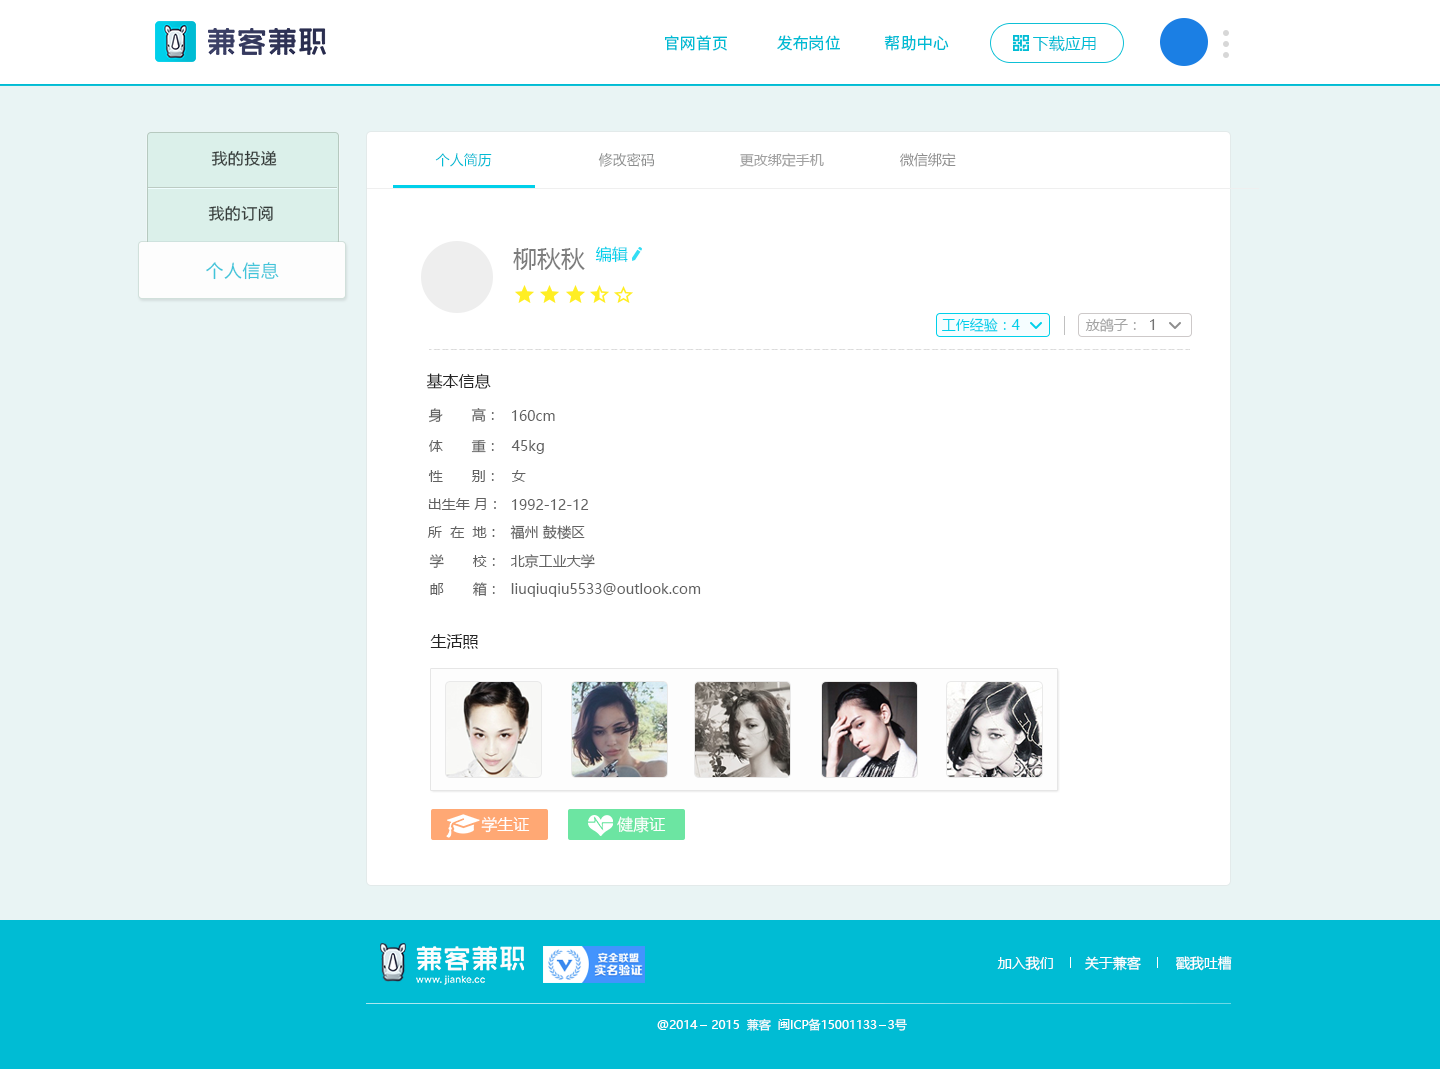 兼客兼职
官网首页 发布岗位 帮助中心 下载应用
我的投递
我的订阅
个人信息
个人简历 修改密码 更改绑定手机 微信绑定
柳秋秋 编辑
工作经验：4 放鸽子： 1
基本信息
身 高： 160cm
体 重： 45kg
性 别： 女
出生年 月： 1992-12-12
所 在 地： 福州 鼓楼区
学 校： 北京工业大学
邮 箱： liuqiuqiu5533@outlook.com
生活照
学生证 健康证
兼客兼职
www.jianke.cc
安全联盟
实名验证
加入我们 关于兼客 戳我吐槽
@2014 – 2015 兼客 闽ICP备15001133 – 3号